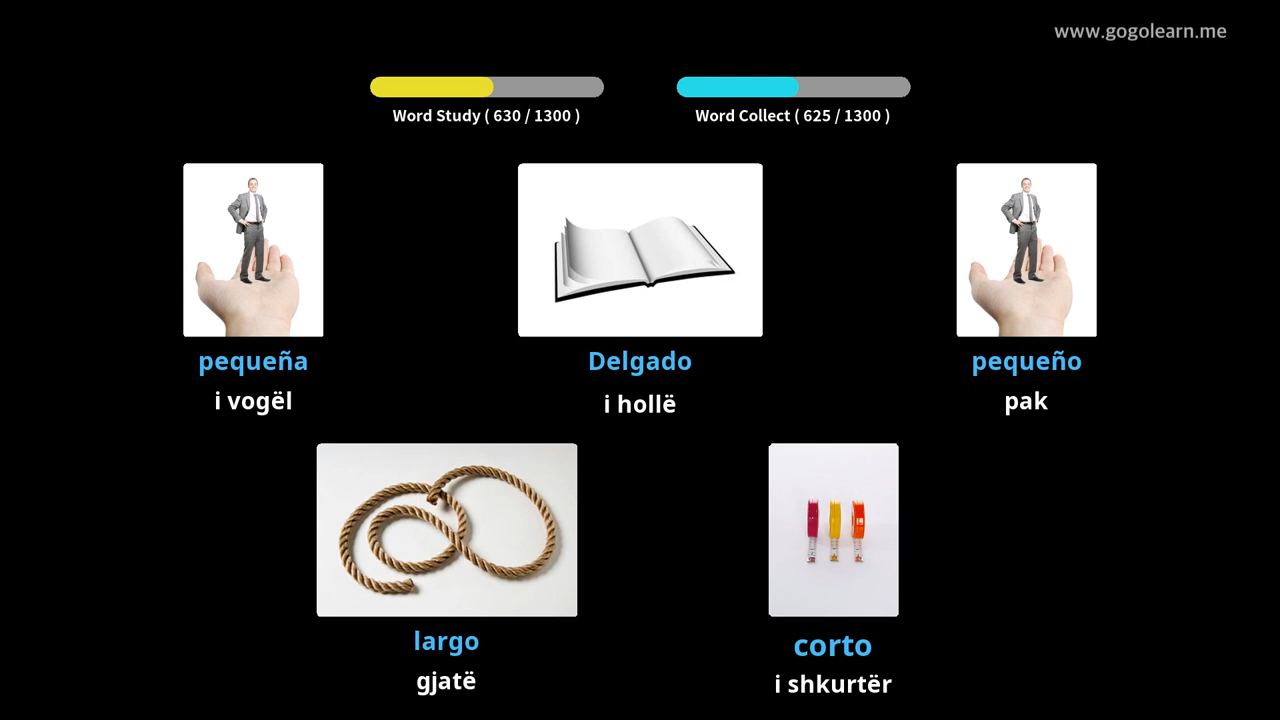 www.gogolearn.me
Word Study ( 630 / 1300 )
Word Collect ( 625 / 1300 )
pequeña
i vogël
Delgado
i hollë
pequeño
pak
largo
gjatë
corto
i shkurtër